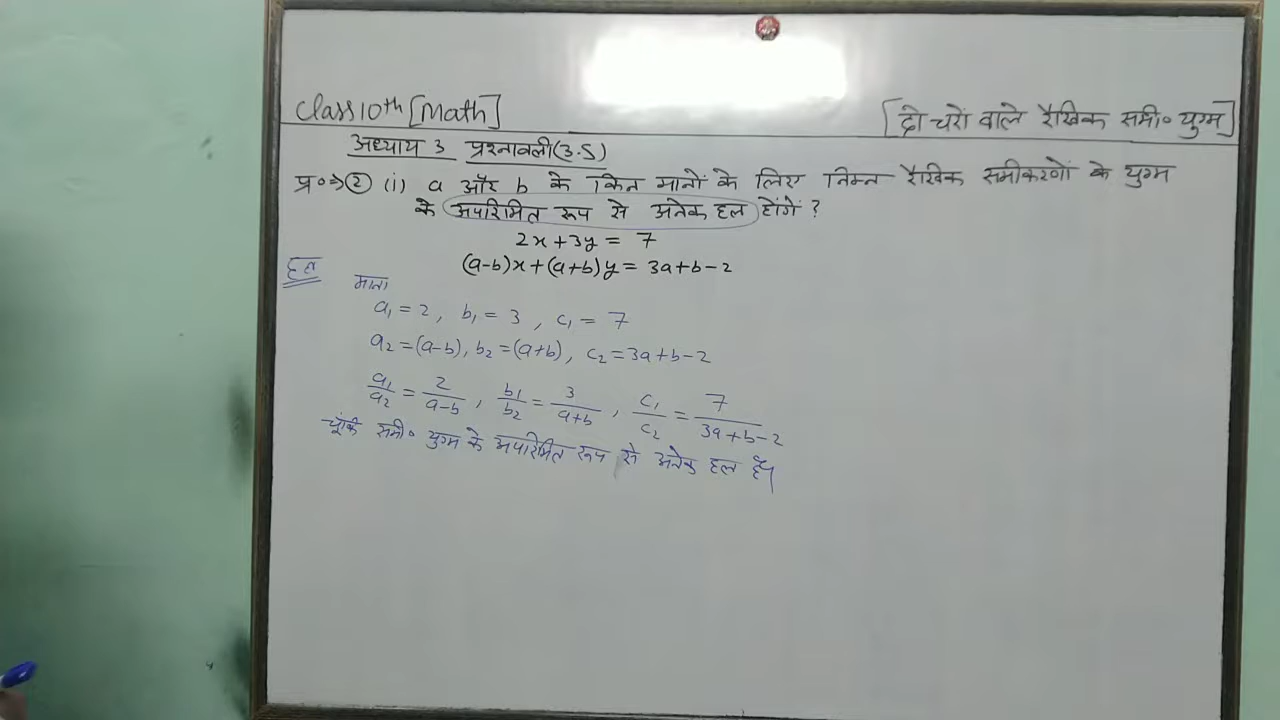 Class 10th [Math]
[दो चरों वाले रैखिक समी० युग्म]
अध्याय 3 प्रश्नावली (3.5)
प्र०⇒② (i) a और b के किन मानों के लिए निम्न रैखिक समीकरणों के युग्म
के अपरिमित रूप से अनेक हल होंगें ?
2x+3y = 7
(a-b)x+(a+b)y = 3a+b-2
हल
माना
a₁ = 2, b₁ = 3, c₁ = 7
a₂ = (a-b), b₂ = (a+b), c₂ = 3a+b-2
a₁/a₂ = 2/a-b, b₁/b₂ = 3/a+b, c₁/c₂ = 7/3a+b-2
चूँकि समी० युग्म के अपरिमित रूप से अनेक हल हैं।